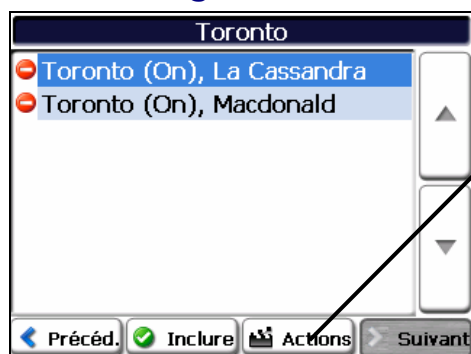 Toronto
Toronto (On), La Cassandra
Toronto (On), Macdonald
Précéd. Inclure Actions Suivant